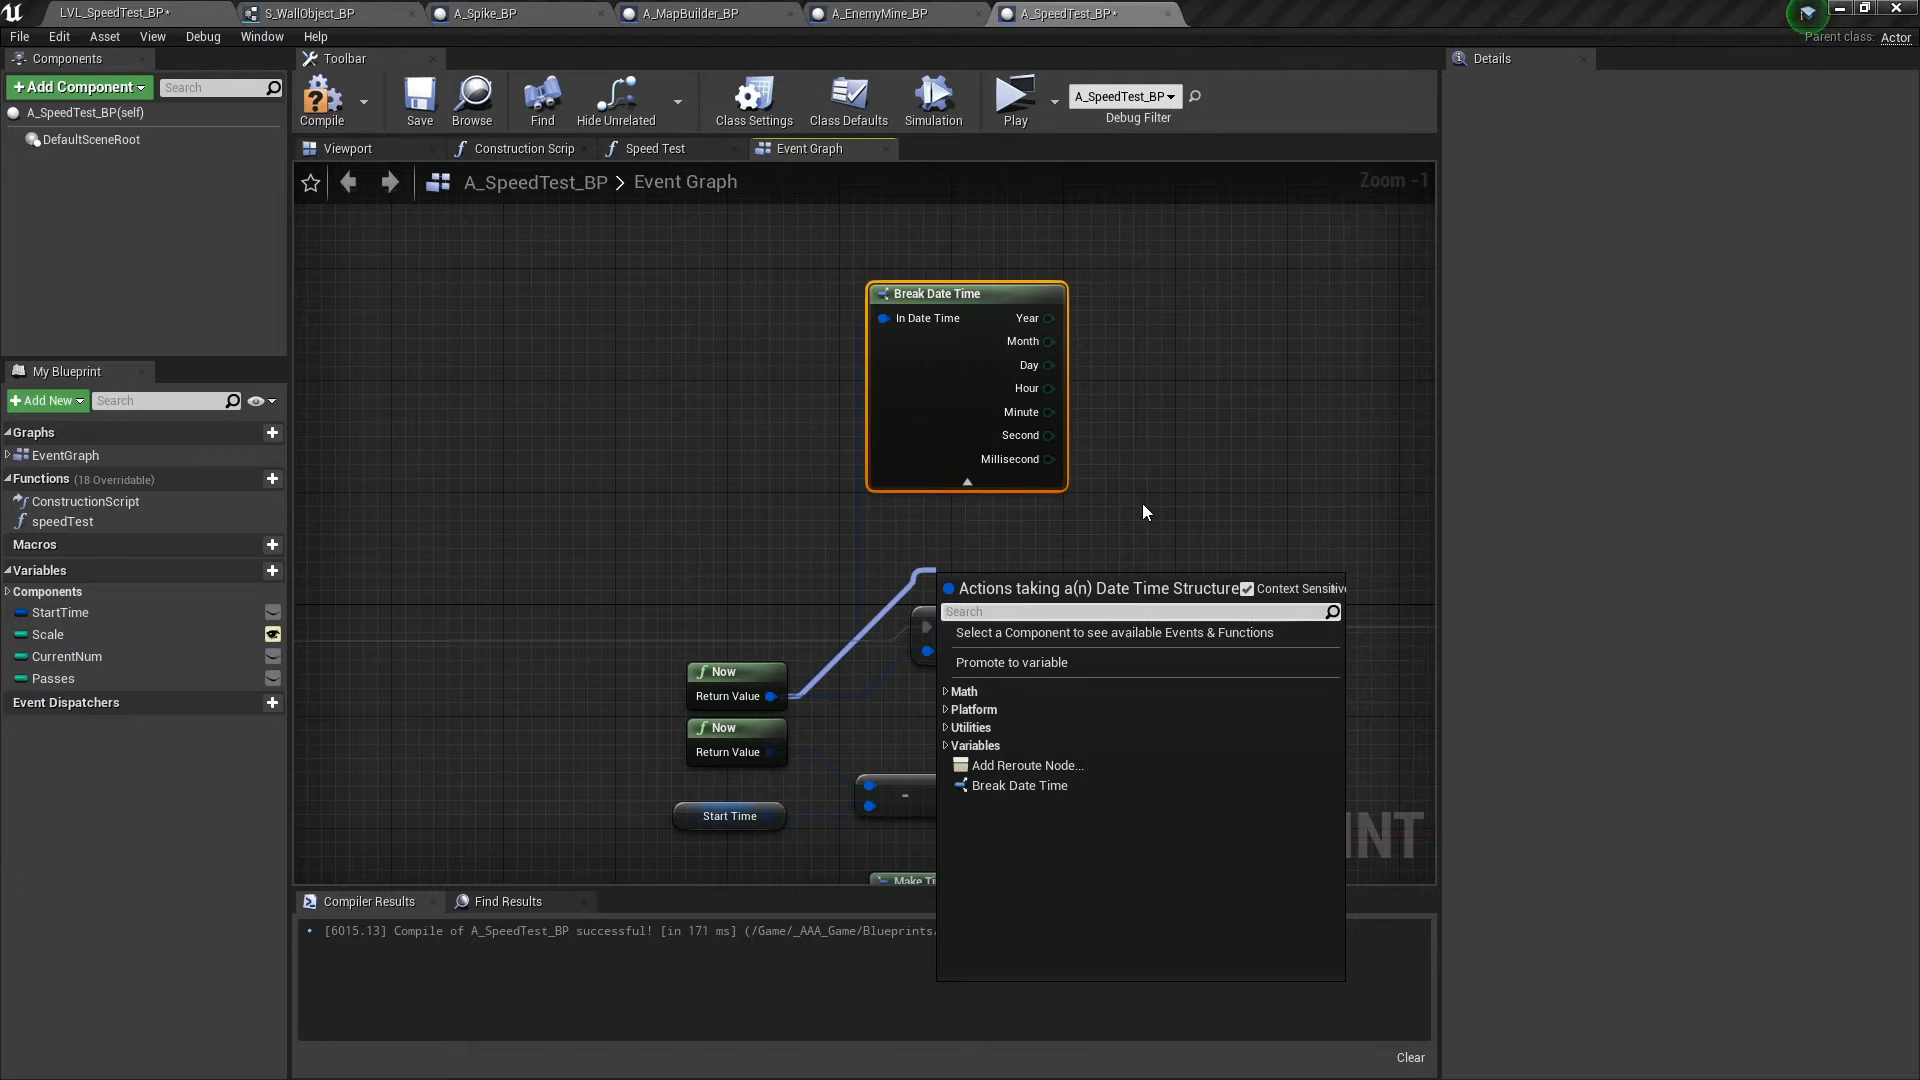 LVL_SpeedTest_BP*
S_WallObject_BP
A_Spike_BP
A_MapBuilder_BP
A_EnemyMine_BP
A_SpeedTest_BP*
File
Edit
Asset
View
Debug
Window
Help
Parent class:
Actor
Components
Toolbar
Details
+Add Component
Search
A_SpeedTest_BP(self)
DefaultSceneRoot
Compile
Save
Browse
Find
Hide Unrelated
Class Settings
Class Defaults
Simulation
Play
A_SpeedTest_BP
Debug Filter
Viewport
Construction Scrip
Speed Test
Event Graph
A_SpeedTest_BP > Event Graph
Zoom -1
Break Date Time
In Date Time
Year
Month
Day
Hour
Minute
Second
Millisecond
My Blueprint
+Add New
Search
Graphs
EventGraph
Functions (18 Overridable)
ConstructionScript
speedTest
Macros
Variables
Components
StartTime
Scale
CurrentNum
Passes
Event Dispatchers
Now
Return Value
Now
Return Value
Start Time
-
Actions taking a(n) Date Time Structure
Context Sensitive
Search
Select a Component to see available Events & Functions
Promote to variable
Math
Platform
Utilities
Variables
Add Reroute Node...
Break Date Time
Make Ti
INT
Compiler Results
Find Results
[6015.13] Compile of A_SpeedTest_BP successful! [in 171 ms] (/Game/_AAA_Game/Blueprints/
Clear